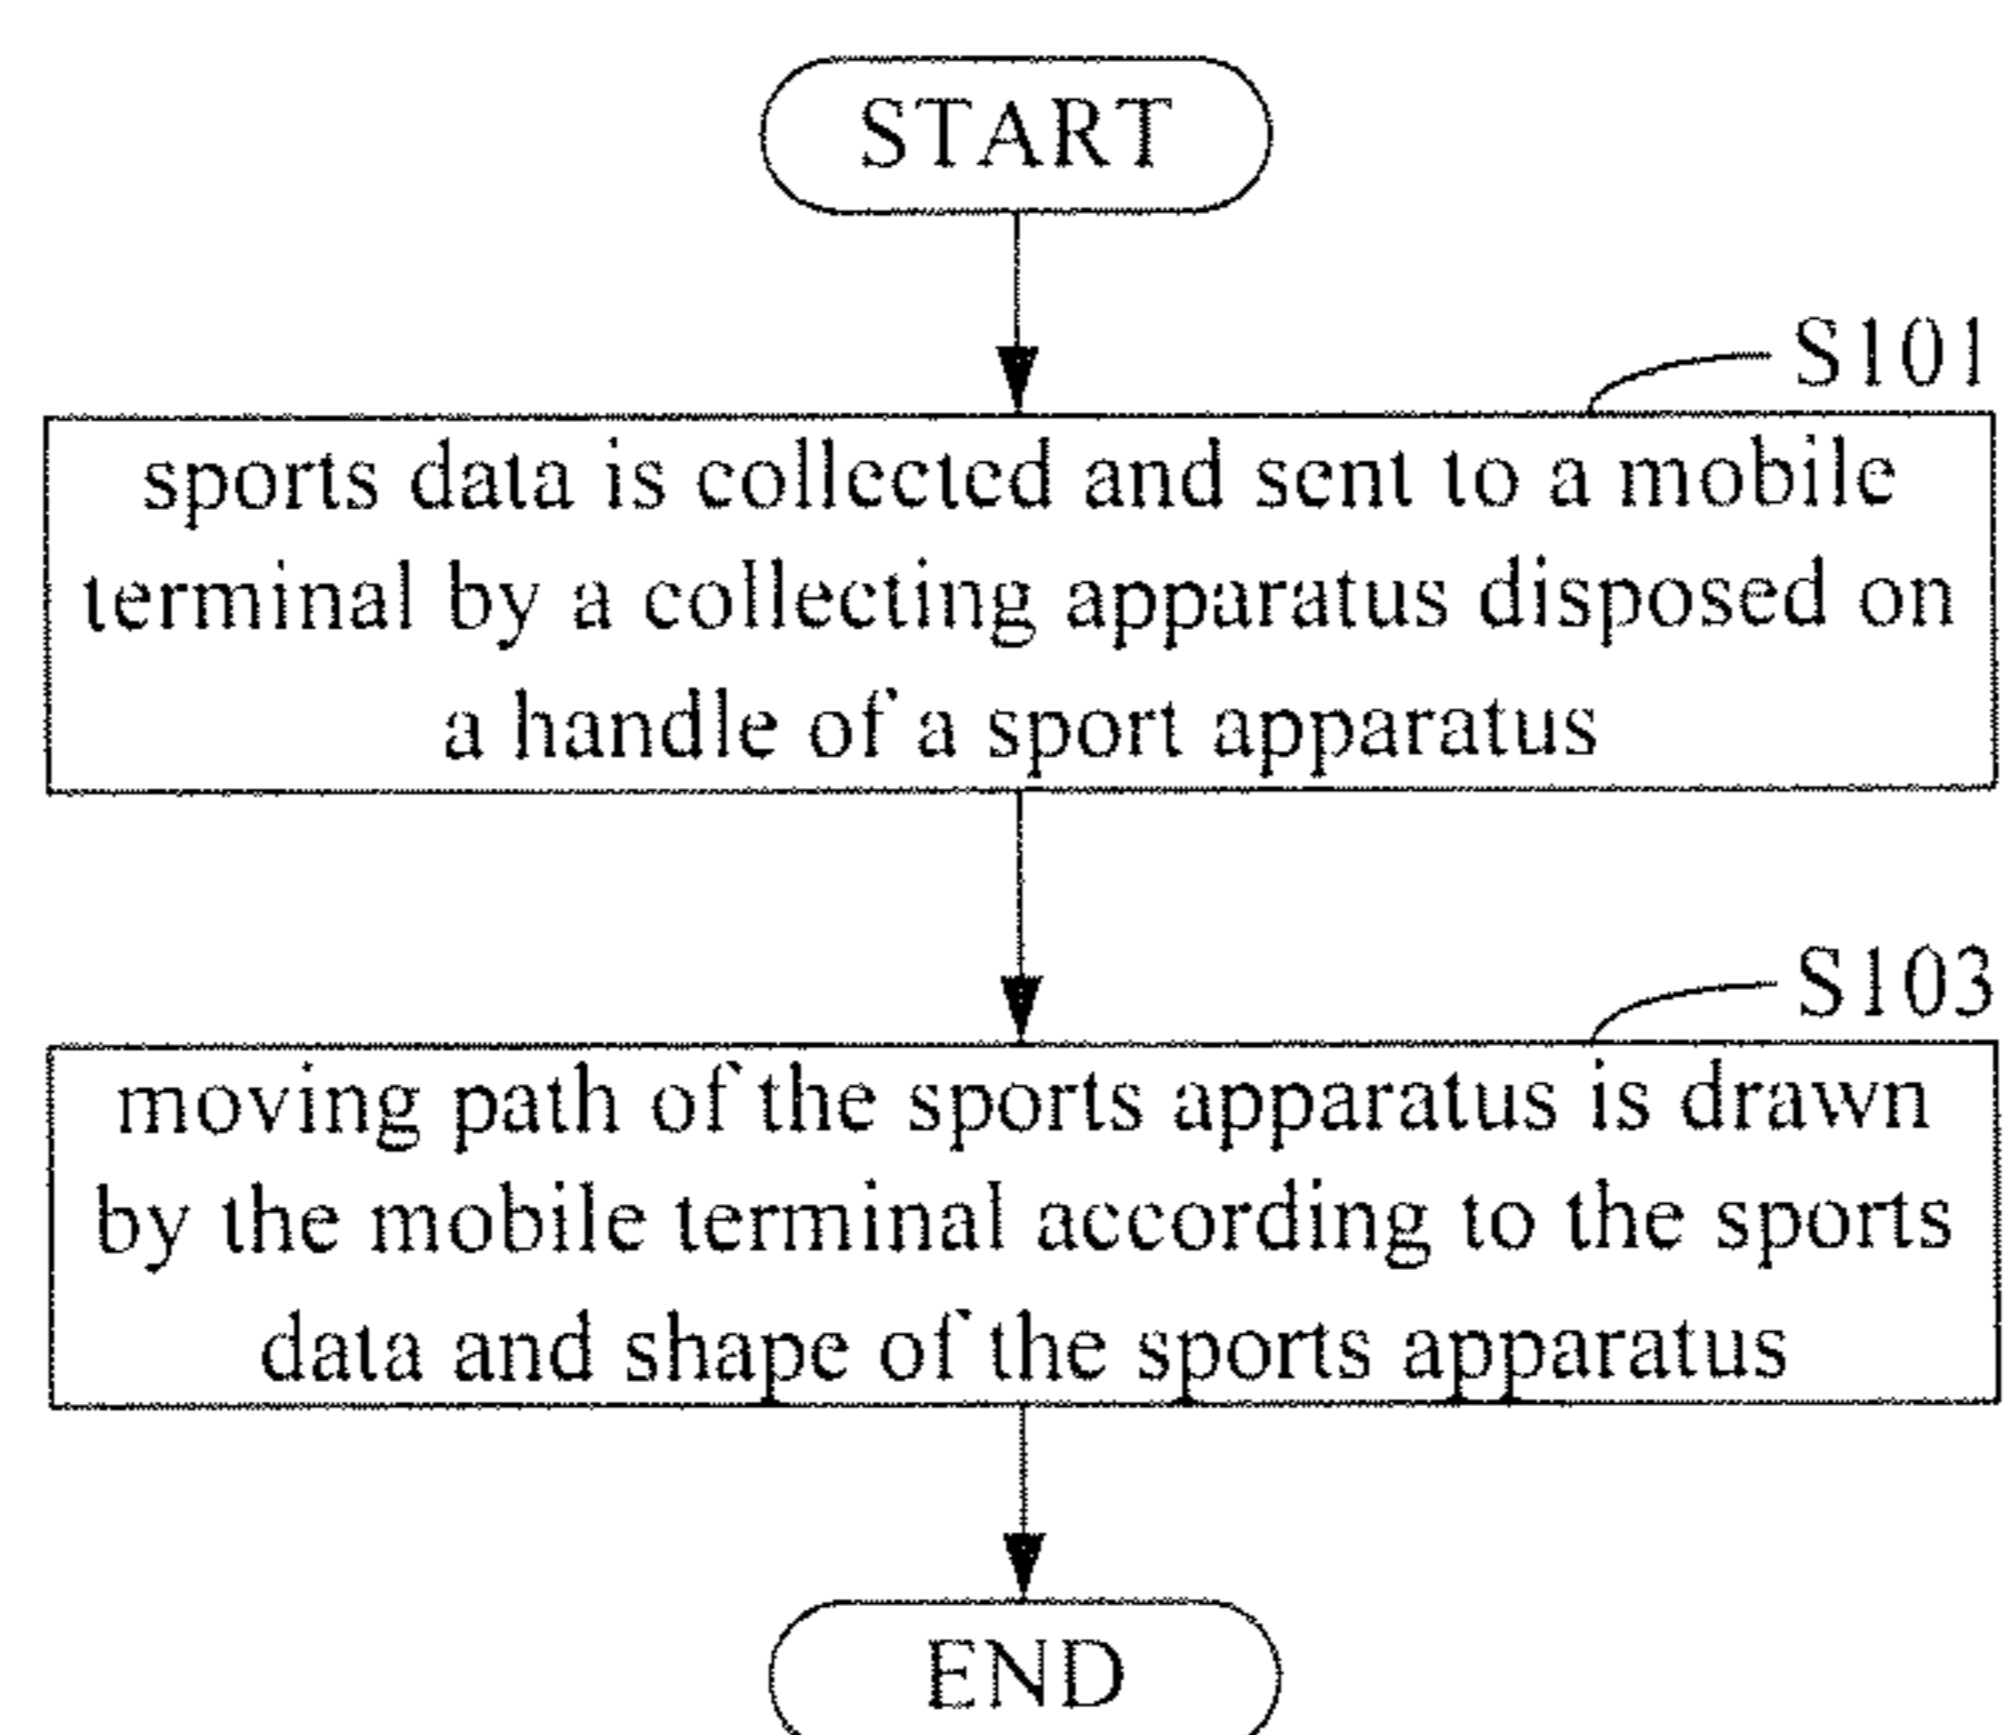 START
S101
sports data is collected and sent to a mobile
terminal by a collecting apparatus disposed on
a handle of a sport apparatus
S103
moving path of the sports apparatus is drawn
by the mobile terminal according to the sports
data and shape of the sports apparatus
END